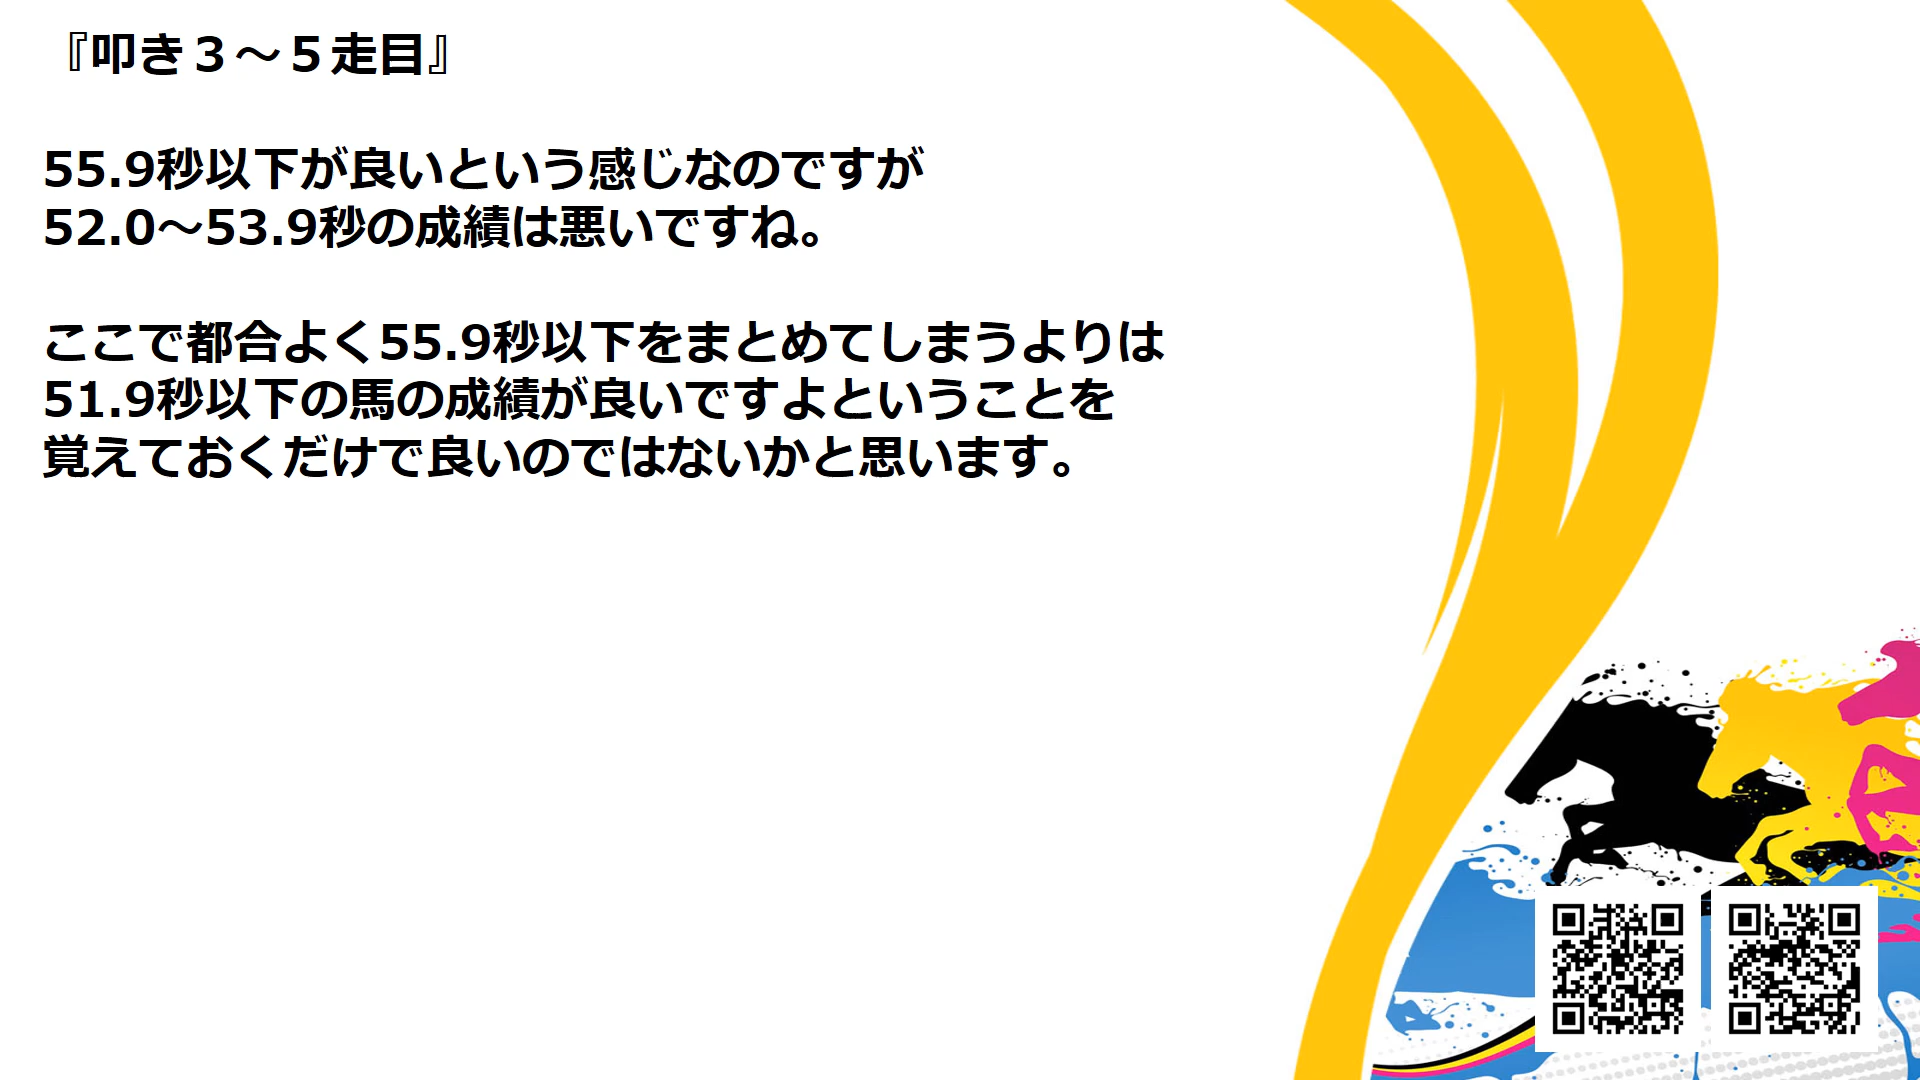 『叩き３～５走目』
55.9秒以下が良いという感じなのですが
52.0～53.9秒の成績は悪いですね。
ここで都合よく55.9秒以下をまとめてしまうよりは
51.9秒以下の馬の成績が良いですよということを
覚えておくだけで良いのではないかと思います。